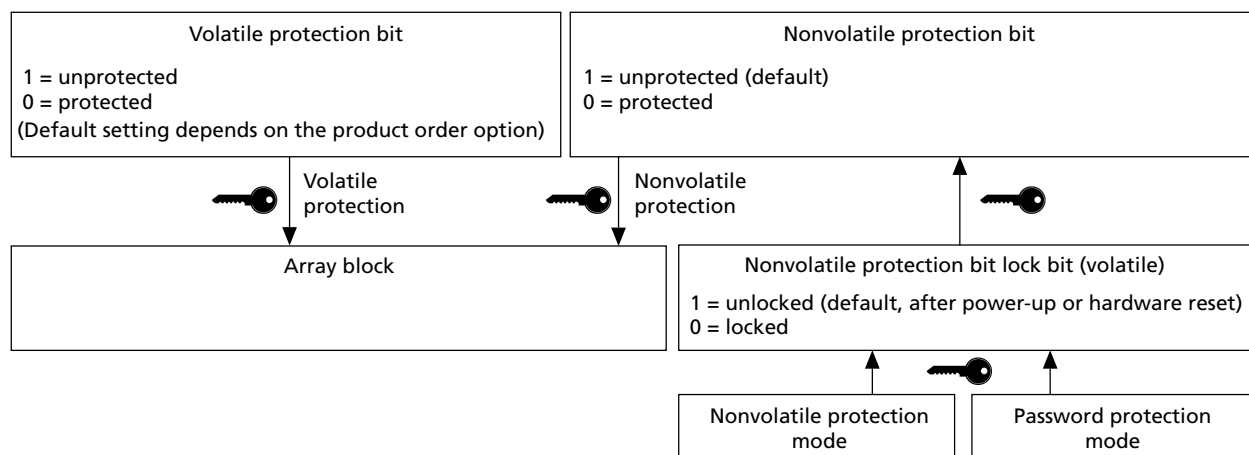 Volatile protection bit
1 = unprotected
0 = protected
(Default setting depends on the product order option)
Nonvolatile protection bit
1 = unprotected (default)
0 = protected
Volatile
protection
Nonvolatile
protection
Array block
Nonvolatile protection bit lock bit (volatile)
1 = unlocked (default, after power-up or hardware reset)
0 = locked
Nonvolatile protection
mode
Password protection
mode